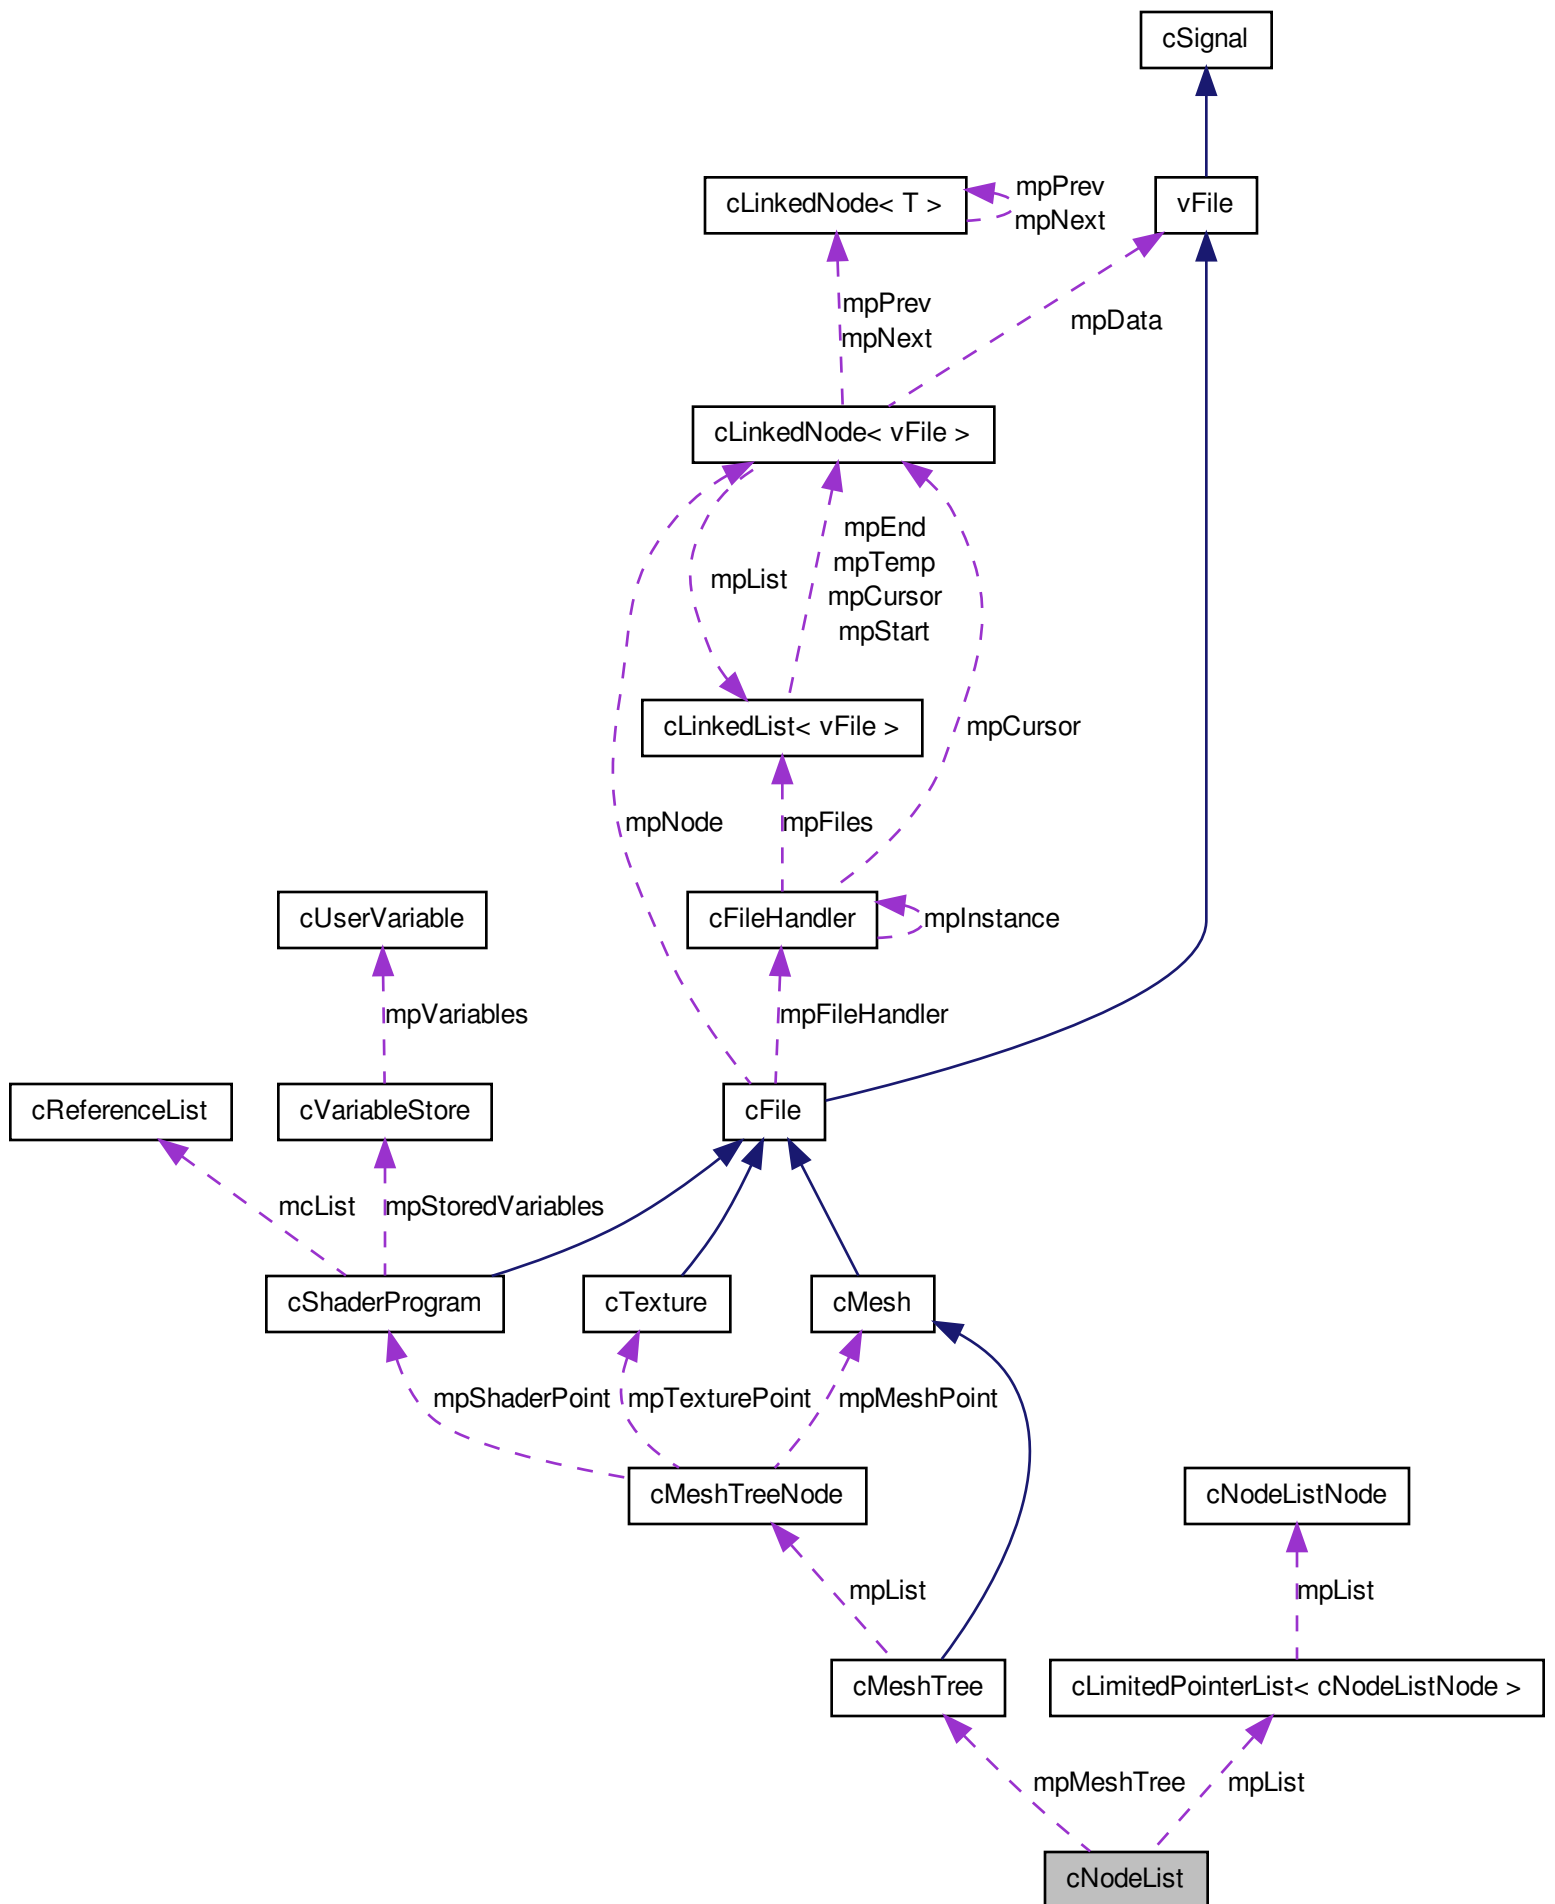 cSignal
cLinkedNode< T >
mpPrev
mpNext
vFile
mpPrev
mpNext
mpData
cLinkedNode< vFile >
mpList
mpEnd
mpTemp
mpCursor
mpStart
cLinkedList< vFile >
mpCursor
mpNode
mpFiles
cUserVariable
cFileHandler
mpInstance
mpVariables
mpFileHandler
cReferenceList
cVariableStore
cFile
mcList
mpStoredVariables
cShaderProgram
cTexture
cMesh
mpShaderPoint
mpTexturePoint
mpMeshPoint
cMeshTreeNode
cNodeListNode
mpList
mpList
cMeshTree
cLimitedPointerList< cNodeListNode >
mpMeshTree
mpList
cNodeList